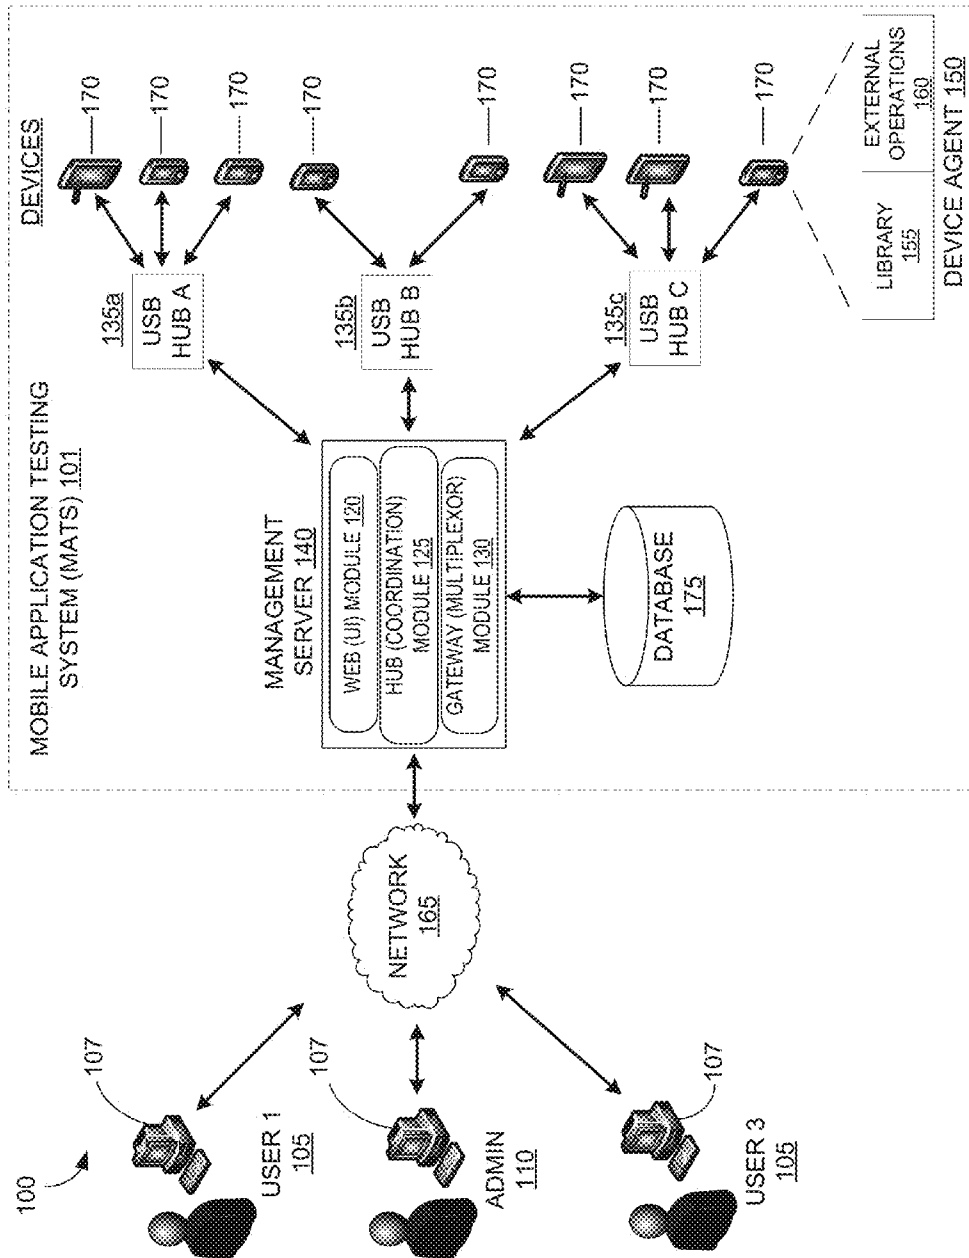 100
107
USER 1
105
107
ADMIN
110
107
USER 3
105
NETWORK
165
MOBILE APPLICATION TESTING
SYSTEM (MATS) 101
MANAGEMENT
SERVER 140
WEB (UI) MODULE 120
HUB (COORDINATION)
MODULE 125
GATEWAY (MULTIPLEXOR)
MODULE 130
DATABASE
175
135a
USB
HUB A
135b
USB
HUB B
135c
USB
HUB C
DEVICES
170
170
170
170
170
170
170
170
LIBRARY
155
EXTERNAL
OPERATIONS
160
DEVICE AGENT 150